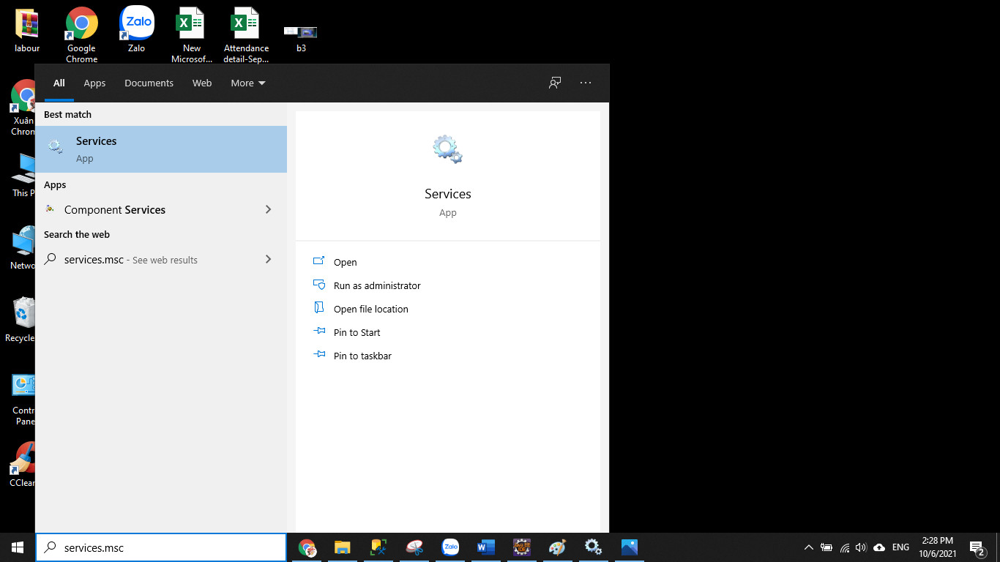 labour
Google
Chrome
Zalo
Zalo
New
Microsof...
Attendance
detail-Sep...
b3
All
Apps
Documents
Web
More
Xuân
Chrom
This P
Netwo
Recycle
Contro
Pane
CClean
Best match
Services
App
Apps
Component Services
Search the web
services.msc - See web results
Services
App
Open
Run as administrator
Open file location
Pin to Start
Pin to taskbar
services.msc
Zalo
ENG
2:28 PM
10/6/2021
2